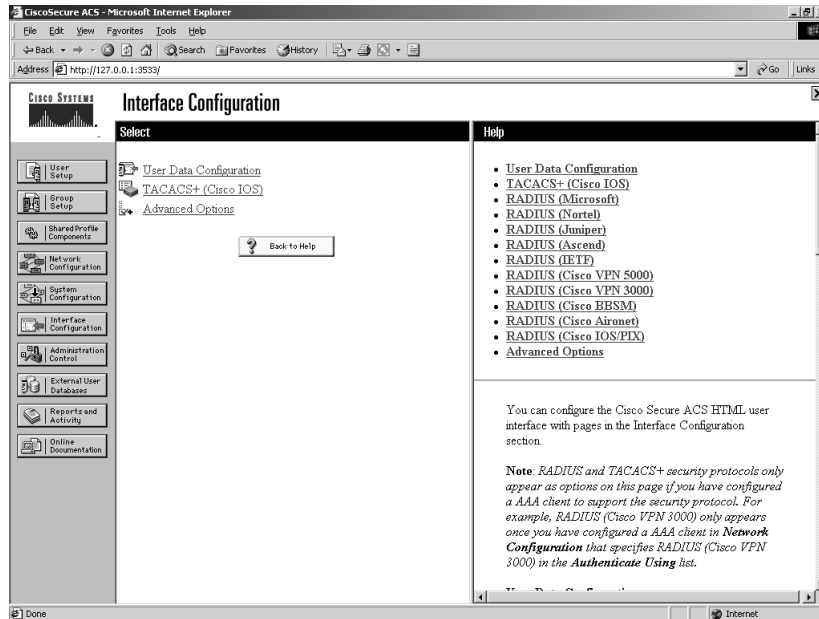 CiscoSecure ACS - Microsoft Internet Explorer
File Edit View Favorites Tools Help
Back Search Favorites History
Address http://127.0.0.1:3533/ Go Links
CISCO SYSTEMS
Interface Configuration
User Setup
Group Setup
Shared Profile Components
Network Configuration
System Configuration
Interface Configuration
Administration Control
External User Databases
Reports and Activity
Online Documentation
Select
User Data Configuration
TACACS+ (Cisco IOS)
Advanced Options
Back to Help
Help
User Data Configuration
TACACS+ (Cisco IOS)
RADIUS (Microsoft)
RADIUS (Nortel)
RADIUS (Juniper)
RADIUS (Ascend)
RADIUS (IETF)
RADIUS (Cisco VPN 5000)
RADIUS (Cisco VPN 3000)
RADIUS (Cisco BBSM)
RADIUS (Cisco Aironet)
RADIUS (Cisco IOS/PIX)
Advanced Options
You can configure the Cisco Secure ACS HTML user
interface with pages in the Interface Configuration
section.
Note: RADIUS and TACACS+ security protocols only
appear as options on this page if you have configured
a AAA client to support the security protocol. For
example, RADIUS (Cisco VPN 3000) only appears
once you have configured a AAA client in Network
Configuration that specifies RADIUS (Cisco VPN
3000) in the Authenticate Using list.
Done
Internet